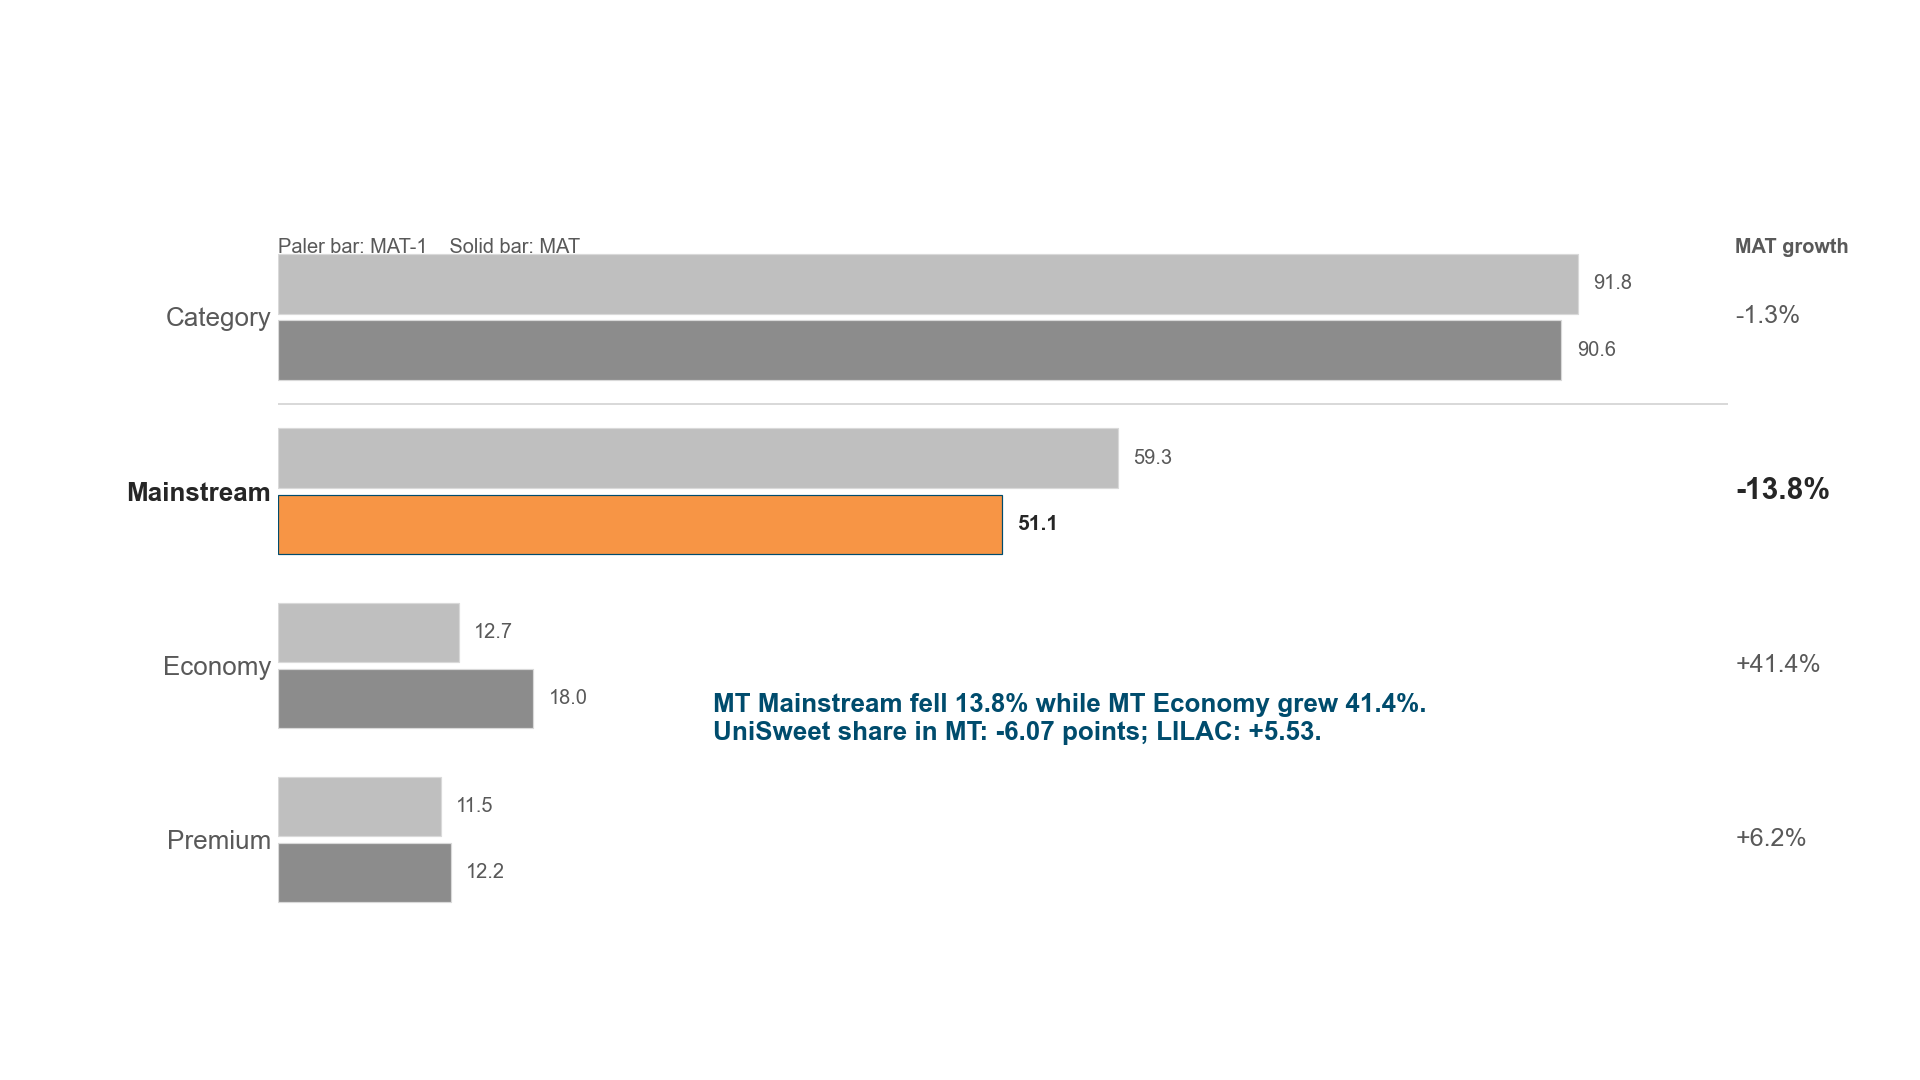 Paler bar: MAT-1    Solid bar: MAT
MAT growth
Category
91.8
90.6
-1.3%
Mainstream
59.3
51.1
-13.8%
Economy
12.7
18.0
+41.4%
MT Mainstream fell 13.8% while MT Economy grew 41.4%.
UniSweet share in MT: -6.07 points; LILAC: +5.53.
Premium
11.5
12.2
+6.2%